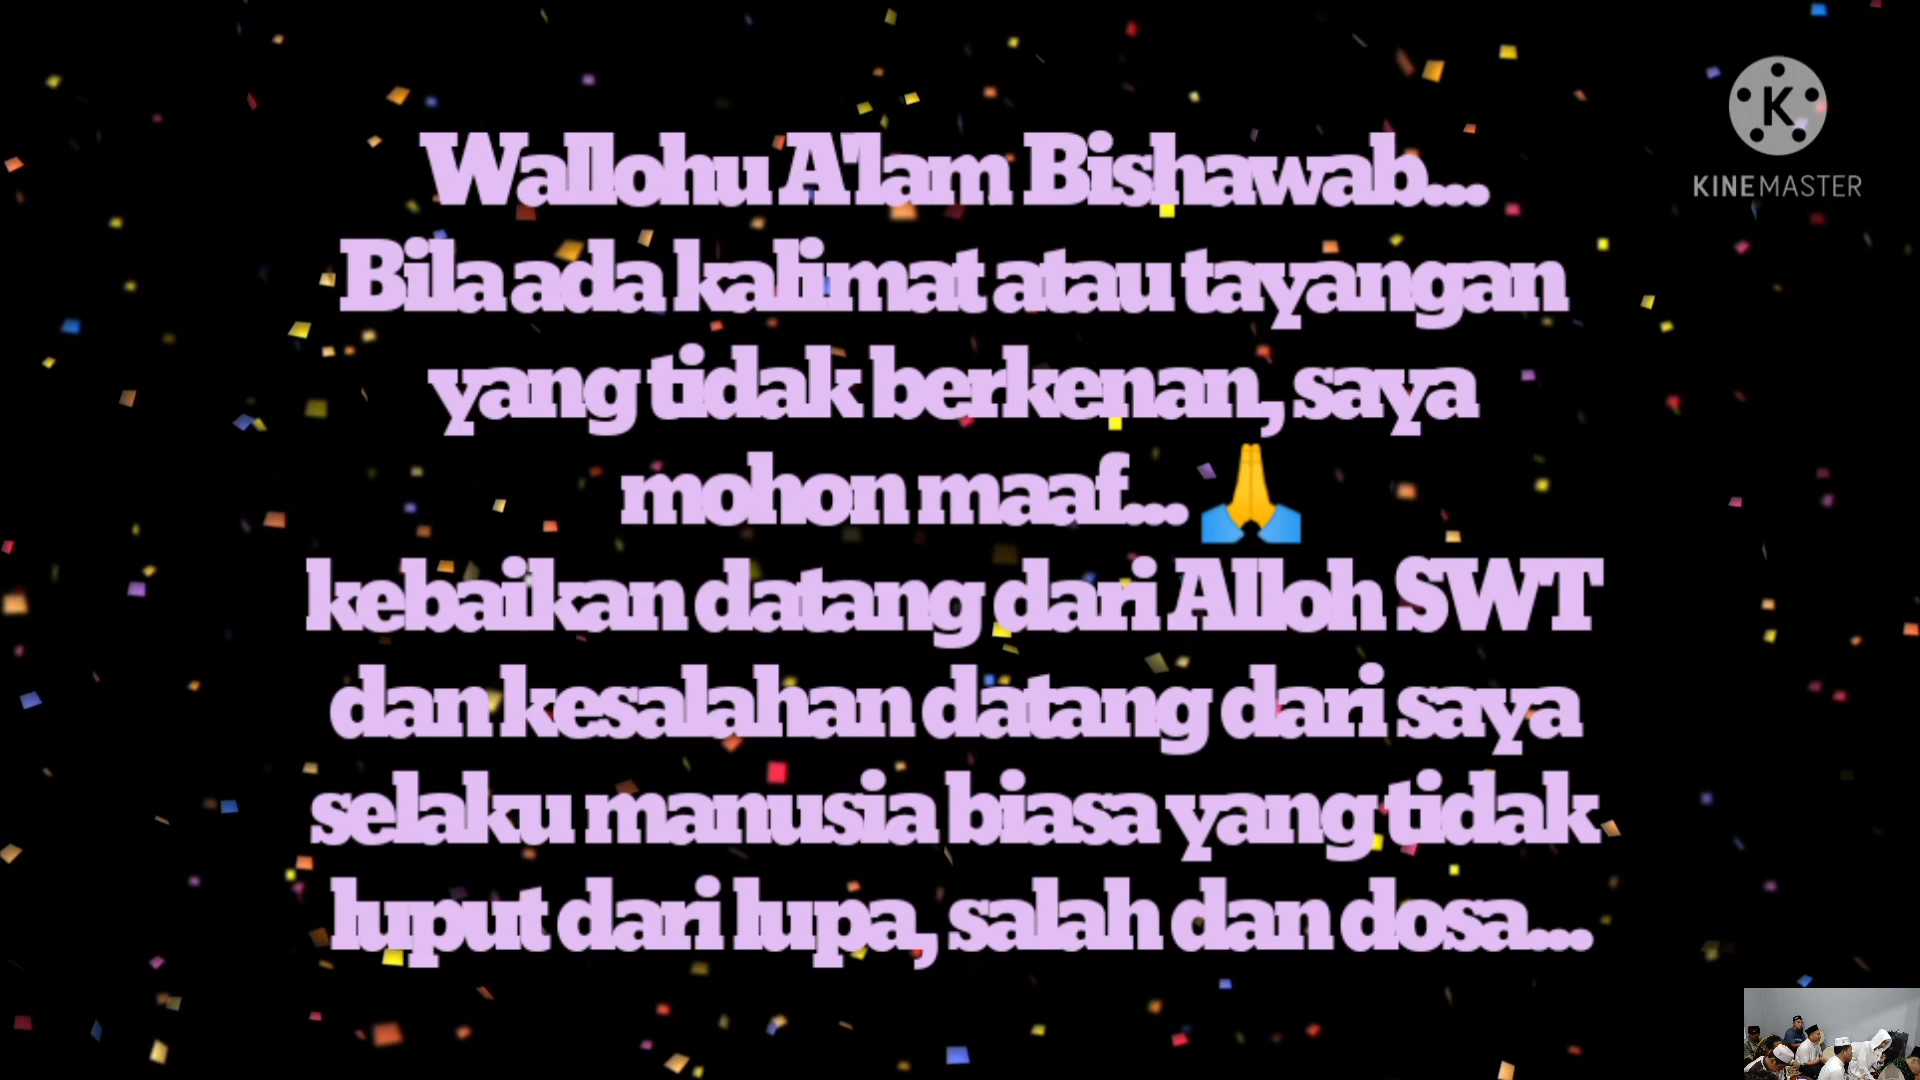 Wallohu A'lam Bishawab...
Bila ada kalimat atau tayangan
yang tidak berkenan, saya
mohon maaf... 🙏
kebaikan datang dari Alloh SWT
dan kesalahan datang dari saya
selaku manusia biasa yang tidak
luput dari lupa, salah dan dosa...
K
KINEMASTER